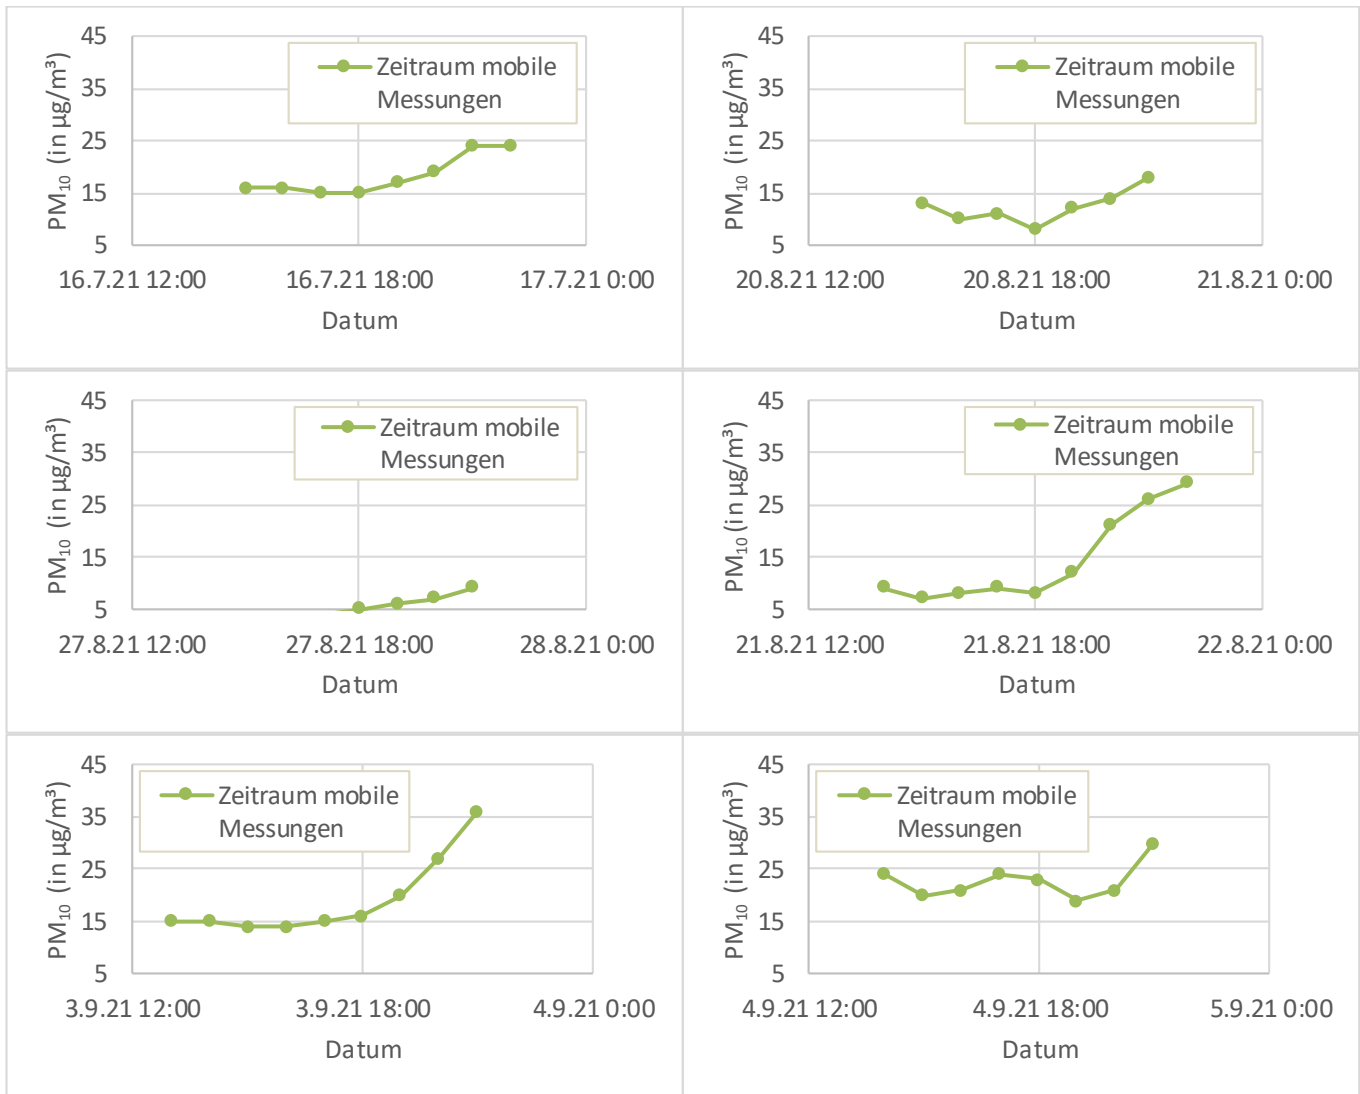 45
35
25
15
5
PM₁₀ (in µg/m³)
Zeitraum mobile
Messungen
16.7.21 12:00
16.7.21 18:00
17.7.21 0:00
Datum
45
35
25
15
5
PM₁₀ (in µg/m³)
Zeitraum mobile
Messungen
20.8.21 12:00
20.8.21 18:00
21.8.21 0:00
Datum
45
35
25
15
5
PM₁₀ (in µg/m³)
Zeitraum mobile
Messungen
27.8.21 12:00
27.8.21 18:00
28.8.21 0:00
Datum
45
35
25
15
5
PM₁₀ (in µg/m³)
Zeitraum mobile
Messungen
21.8.21 12:00
21.8.21 18:00
22.8.21 0:00
Datum
45
35
25
15
5
PM₁₀ (in µg/m³)
Zeitraum mobile
Messungen
3.9.21 12:00
3.9.21 18:00
4.9.21 0:00
Datum
45
35
25
15
5
PM₁₀ (in µg/m³)
Zeitraum mobile
Messungen
4.9.21 12:00
4.9.21 18:00
5.9.21 0:00
Datum